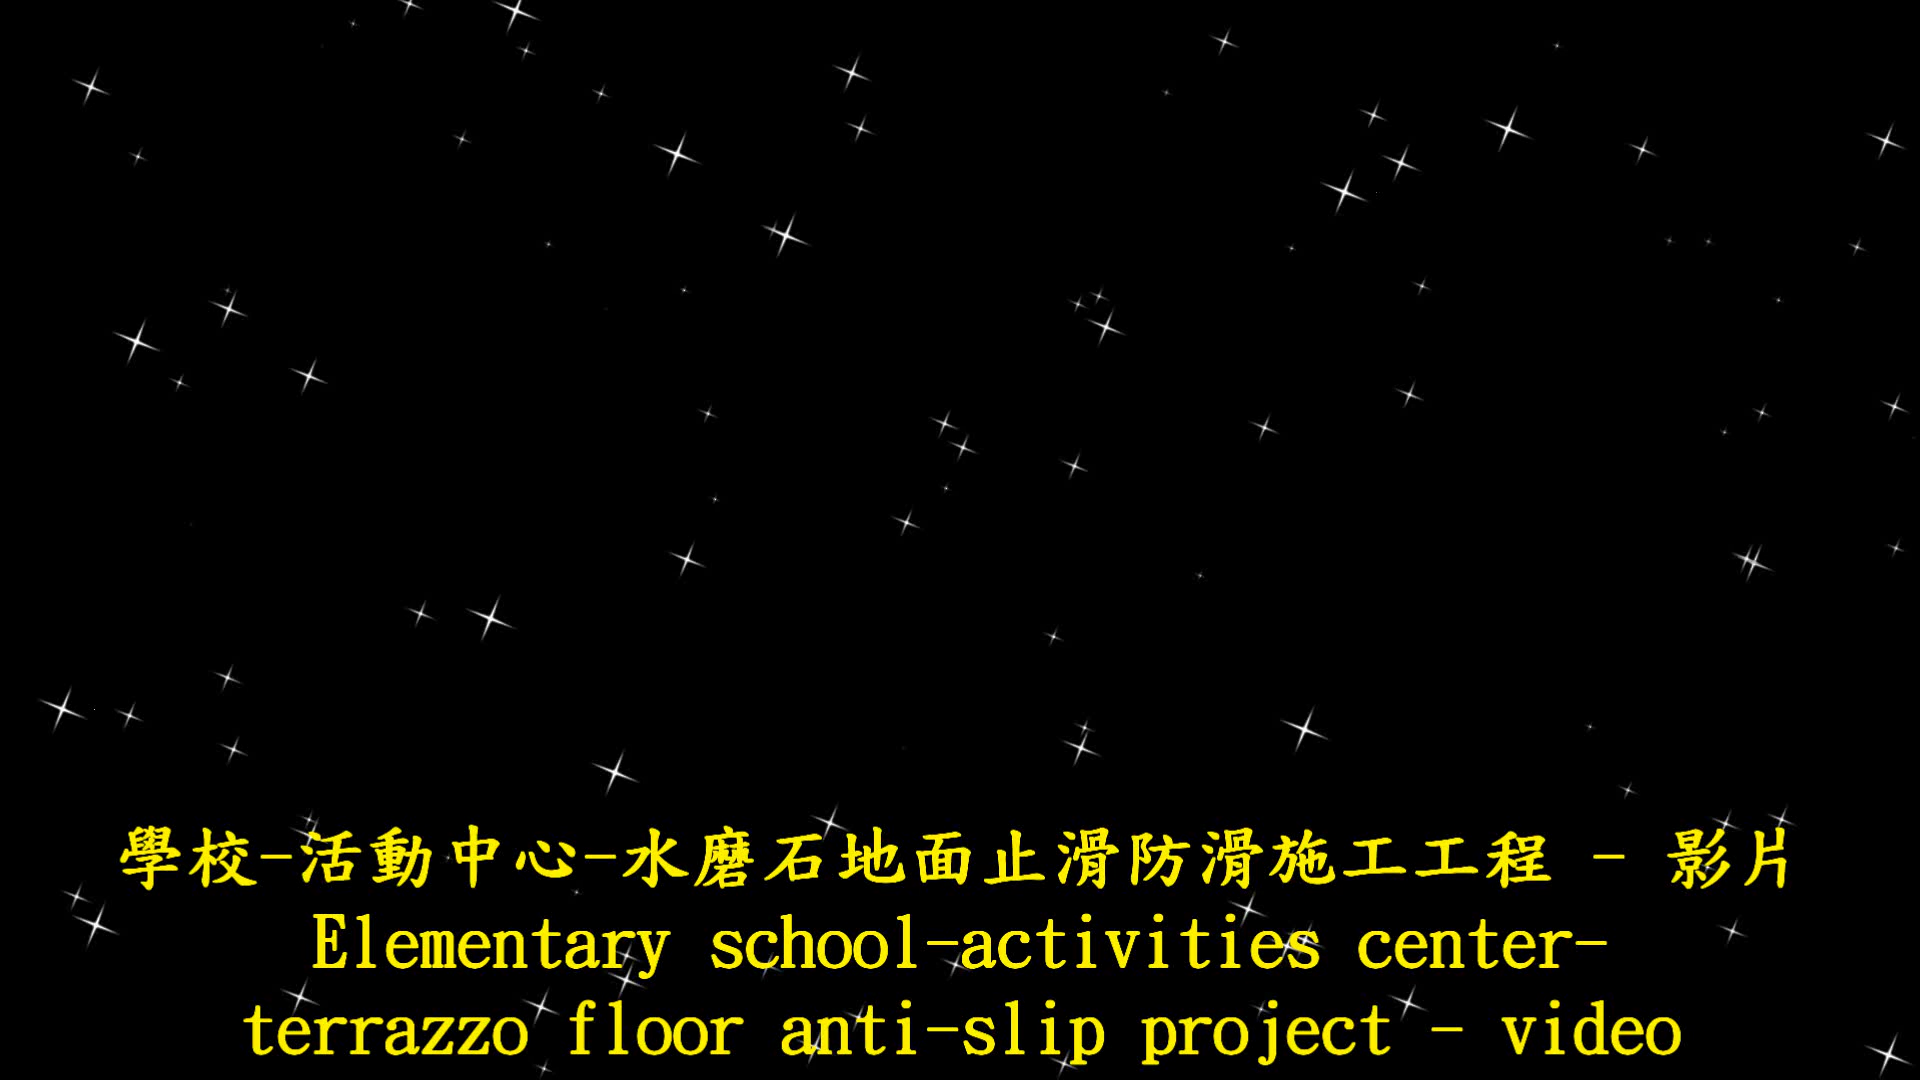 學校-活動中心-水磨石地面止滑防滑施工工程 - 影片
Elementary school-activities center-
terrazzo floor anti-slip project - video